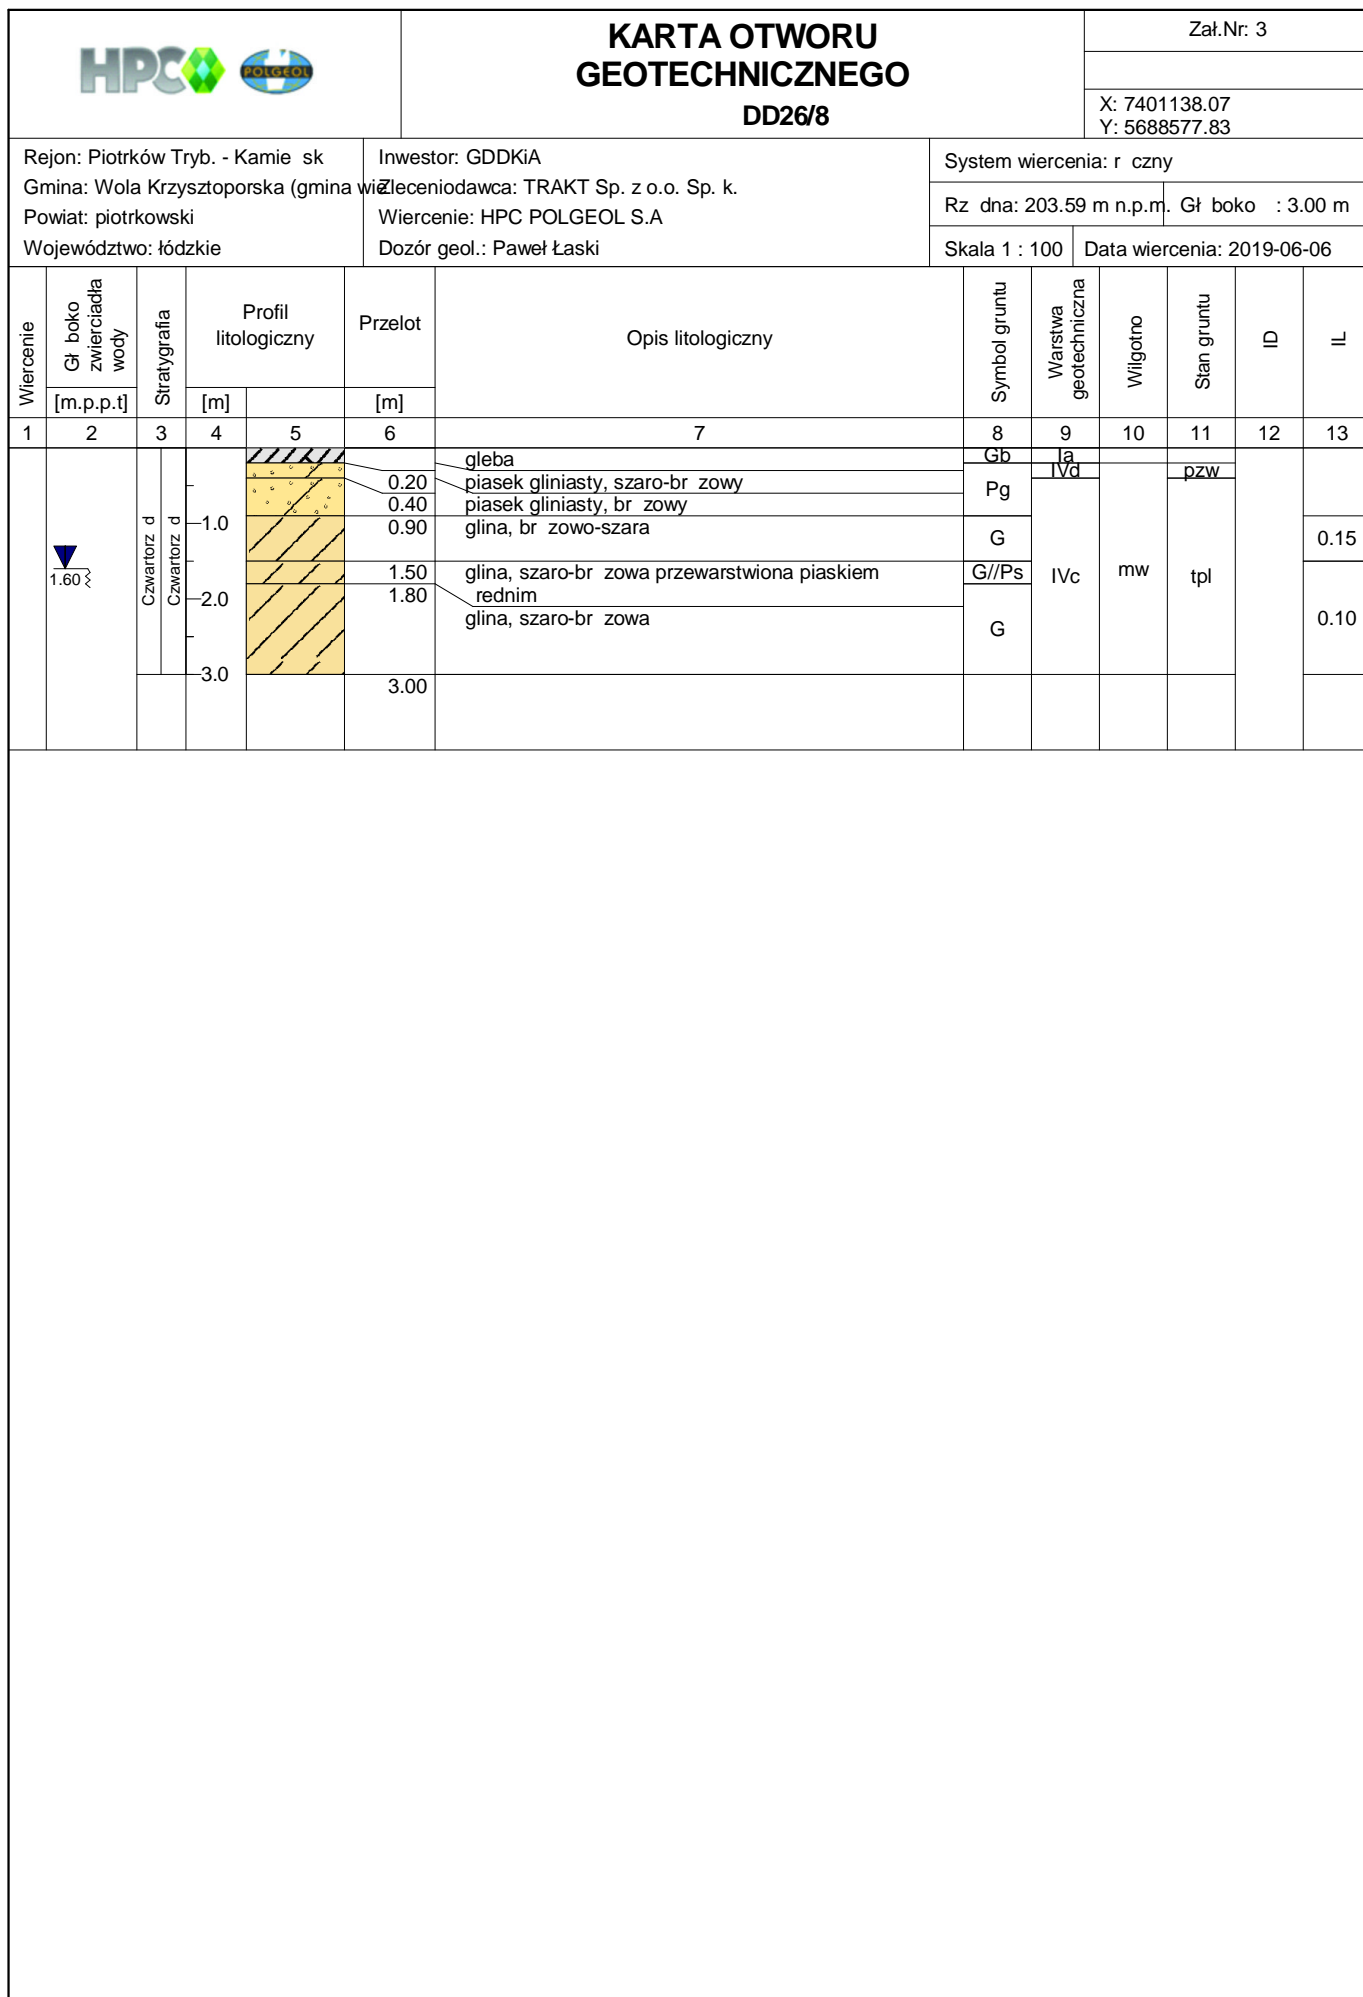 HPC POLGEOL
KARTA OTWORU
GEOTECHNICZNEGO
DD26/8
Zał.Nr: 3
X: 7401138.07
Y: 5688577.83
Rejon: Piotrków Tryb. - Kamie sk
Gmina: Wola Krzysztoporska (gmina wie
Powiat: piotrkowski
Województwo: łódzkie
Inwestor: GDDKiA
Zleceniodawca: TRAKT Sp. z o.o. Sp. k.
Wiercenie: HPC POLGEOL S.A
Dozór geol.: Paweł Łaski
System wiercenia: r czny
Rz dna: 203.59 m n.p.m. Gł boko : 3.00 m
Skala 1 : 100 Data wiercenia: 2019-06-06
Wiercenie
Gł boko
zwierciadła
wody
[m.p.p.t]
Stratygrafia
Profil
litologiczny
[m]
Przelot
[m]
Opis litologiczny
Symbol gruntu
Warstwa
geotechniczna
Wilgotno
Stan gruntu
ID
IL
1 2 3 4 5 6 7 8 9 10 11 12 13
gleba Gb Ia
0.20 piasek gliniasty, szaro-br zowy Pg IVd pzw
0.40 piasek gliniasty, br zowy
1.0 0.90 glina, br zowo-szara G 0.15
Czwartorz d
Czwartorz d
1.60 1.50 glina, szaro-br zowa przewarstwiona piaskiem G//Ps IVc mw tpl
2.0 1.80 rednim
glina, szaro-br zowa G 0.10
3.0
3.00